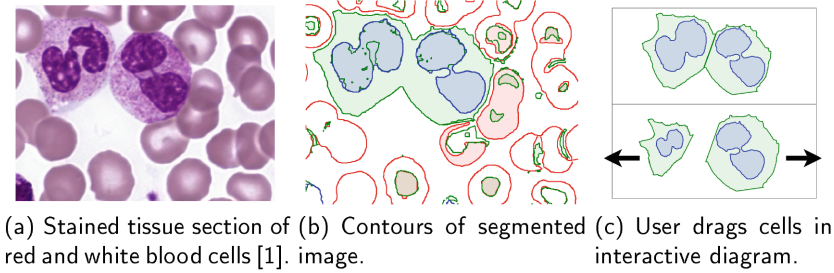 (a) Stained tissue section of
red and white blood cells [1].
(b) Contours of segmented
image.
(c) User drags cells in
interactive diagram.